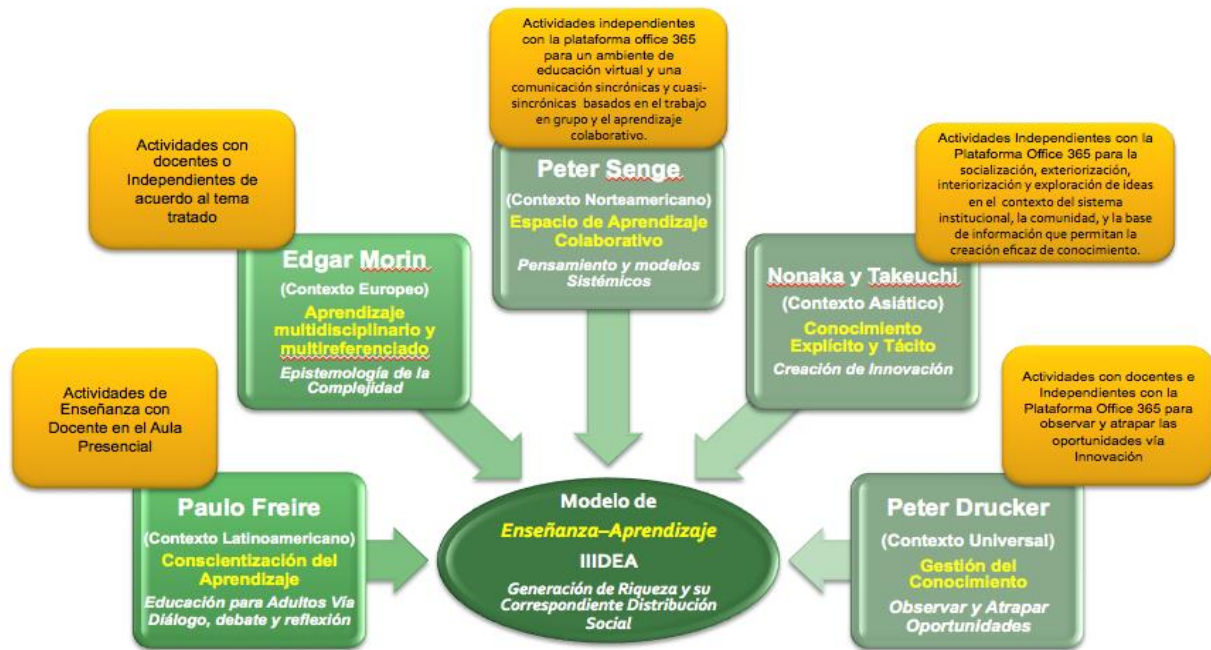 Actividades independientes
con la plataforma office 365
para un ambiente de
educación virtual y una
comunicación sincrónicas y cuasi-
sincrónicas basados en el trabajo
en grupo y el aprendizaje
colaborativo.
Peter Senge
(Contexto Norteamericano)
Espacio de Aprendizaje
Colaborativo
Pensamiento y modelos
Sistémicos
Actividades con
docentes o
Independientes de
acuerdo al tema
tratado
Edgar Morin
(Contexto Europeo)
Aprendizaje
multidisciplinario y
multireferenciado
Epistemología de la
Complejidad
Actividades Independientes con la
Plataforma Office 365 para la
socialización, exteriorización,
interiorización y exploración de ideas
en el contexto del sistema
institucional, la comunidad, y la base
de información que permitan la
creación eficaz de conocimiento.
Nonaka y Takeuchi
(Contexto Asiático)
Conocimiento
Explícito y Tácito
Creación de Innovación
Actividades de
Enseñanza con
Docente en el Aula
Presencial
Paulo Freire
(Contexto Latinoamericano)
Conscientización del
Aprendizaje
Educación para Adultos Vía
Diálogo, debate y reflexión
Modelo de
Enseñanza–Aprendizaje
IIIDEA
Generación de Riqueza y su
Correspondiente Distribución
Social
Actividades con docentes e
Independientes con la
Plataforma Office 365 para
observar y atrapar las
oportunidades vía
Innovación
Peter Drucker
(Contexto Universal)
Gestión del
Conocimiento
Observar y Atrapar
Oportunidades